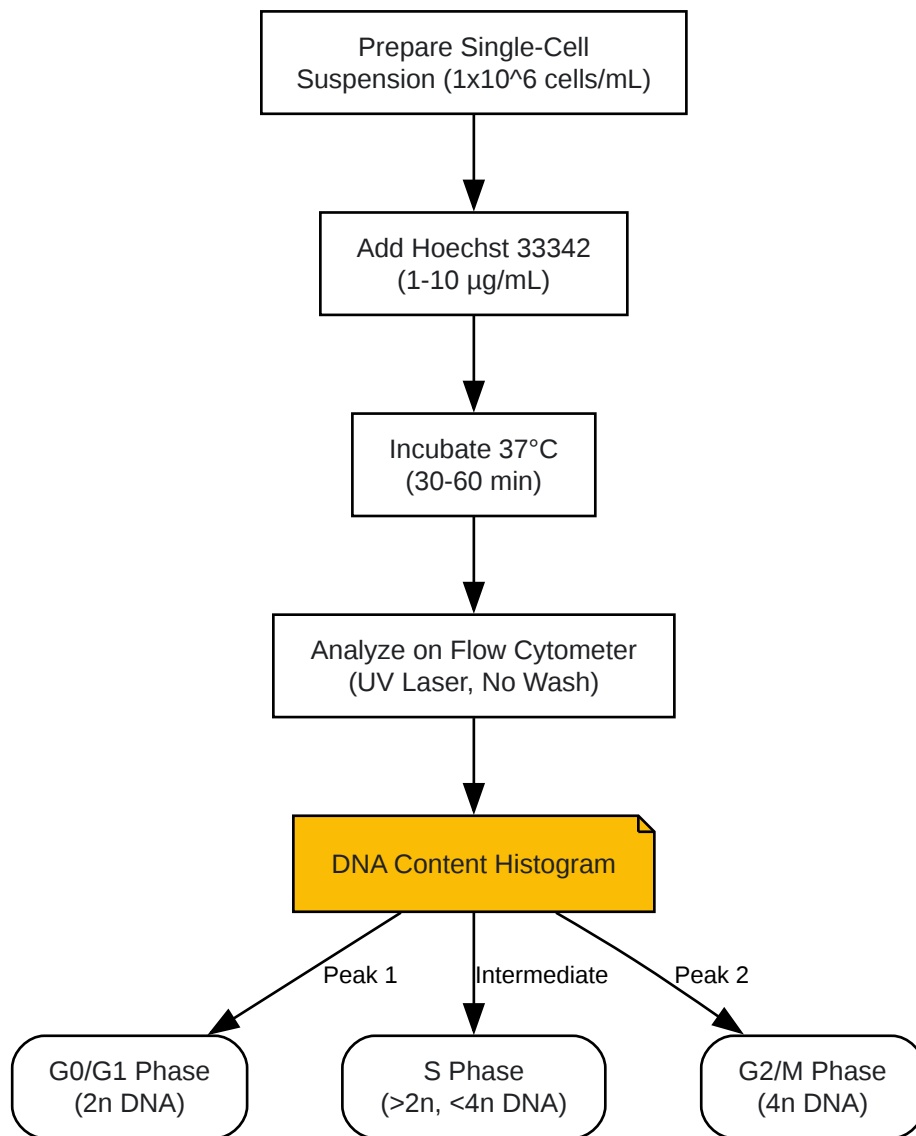 Prepare Single-Cell
Suspension (1x10^6 cells/mL)
Add Hoechst 33342
(1-10 µg/mL)
Incubate 37°C
(30-60 min)
Analyze on Flow Cytometer
(UV Laser, No Wash)
DNA Content Histogram
Peak 1
Intermediate
Peak 2
G0/G1 Phase
(2n DNA)
S Phase
(>2n, <4n DNA)
G2/M Phase
(4n DNA)